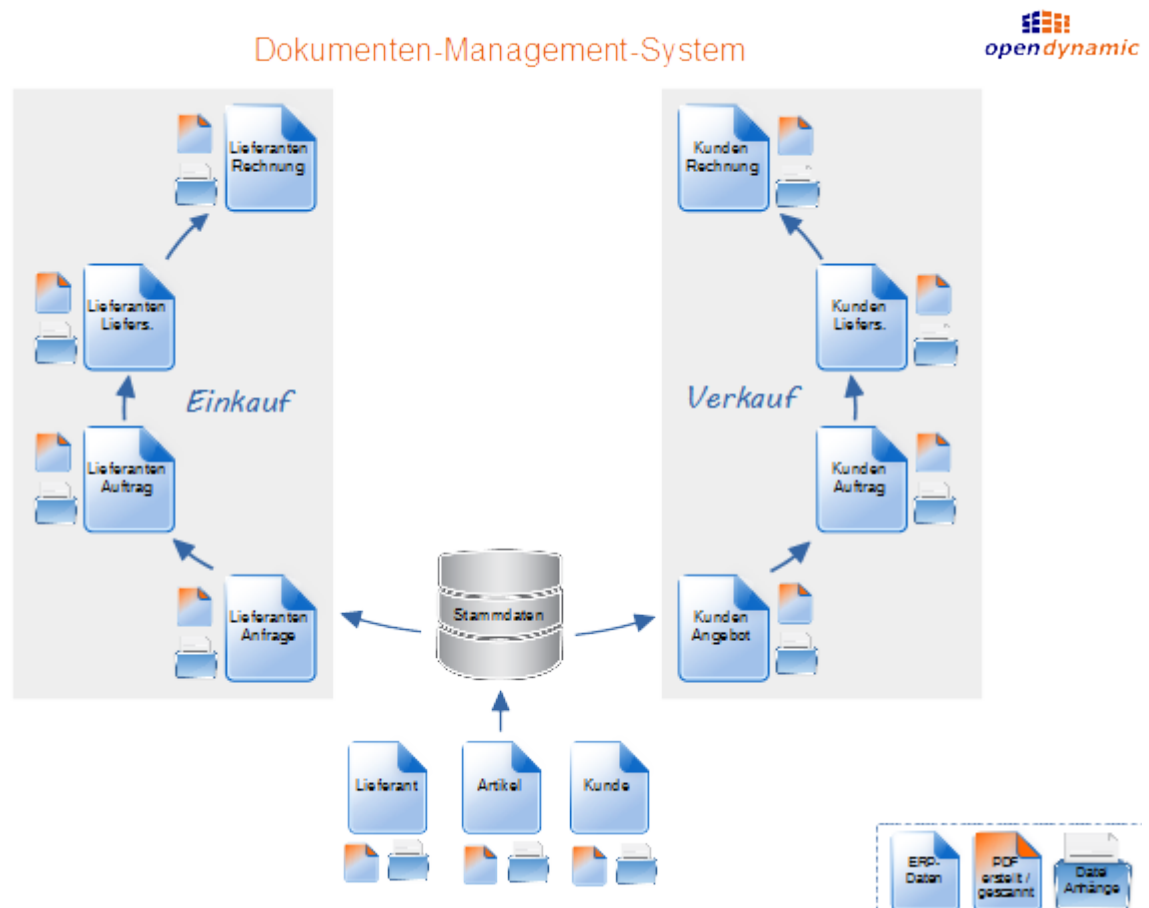 Dokumenten-Management-System
opendynamic
Lieferanten
Rechnung
Lieferanten
Liefers.
Einkauf
Lieferanten
Auftrag
Lieferanten
Anfrage
Stammdaten
Kunden
Rechnung
Kunden
Liefers.
Verkauf
Kunden
Auftrag
Kunden
Angebot
Lieferant
Artikel
Kunde
ERP-
Daten
PDF
erstellt /
gescannt
Datei
Anhänge